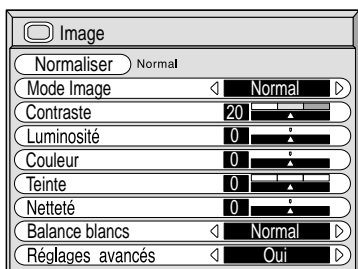 Image
Normaliser Normal
Mode Image Normal
Contraste 20
Luminosité 0
Couleur 0
Teinte 0
Netteté 0
Balance blancs Normal
Réglages avancés Oui